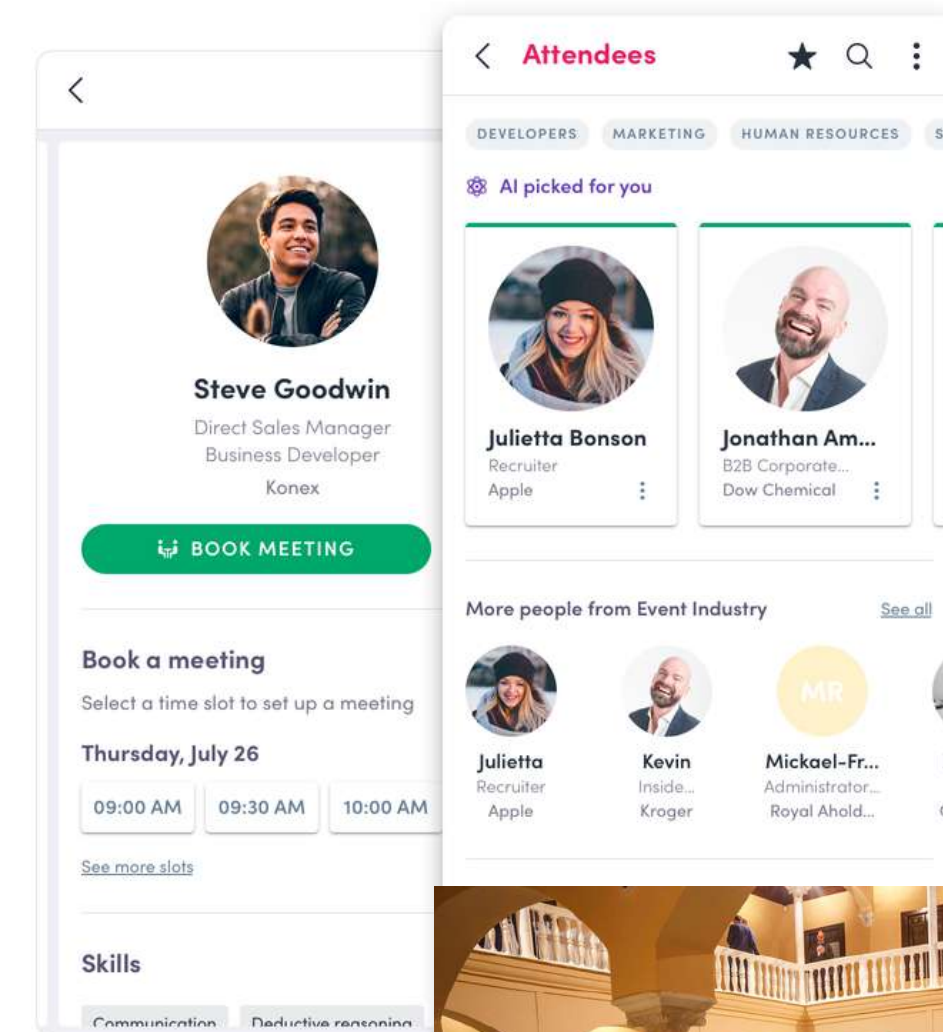 Steve Goodwin
Direct Sales Manager
Business Developer
Konex
BOOK MEETING
Book a meeting
Select a time slot to set up a meeting
Thursday, July 26
09:00 AM
09:30 AM
10:00 AM
See more slots
Skills
Communication
Deductive reasoning
Attendees
DEVELOPERS
MARKETING
HUMAN RESOURCES
AI picked for you
Julietta Bonson
Recruiter
Apple
Jonathan Am...
B2B Corporate...
Dow Chemical
More people from Event Industry
See all
Julietta
Recruiter
Apple
Kevin
Inside...
Kroger
MR
Mickael-Fr...
Administrator...
Royal Ahold...